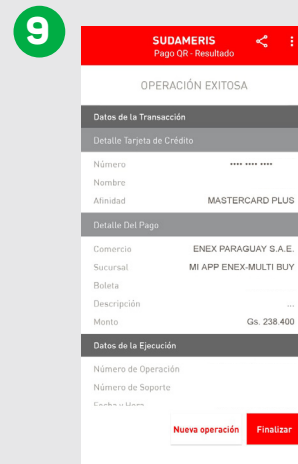 9
SUDAMERIS
Pago QR - Resultado
OPERACIÓN EXITOSA
Datos de la Transacción
Detalle Tarjeta de Crédito
Número •••• •••• ••••
Nombre
Afinidad MASTERCARD PLUS
Detalle Del Pago
Comercio ENEX PARAGUAY S.A.E.
Sucursal MI APP ENEX-MULTI BUY
Boleta
Descripción ...
Monto Gs. 238.400
Datos de la Ejecución
Número de Operación
Número de Soporte
Fecha y Hora
Nueva operación Finalizar